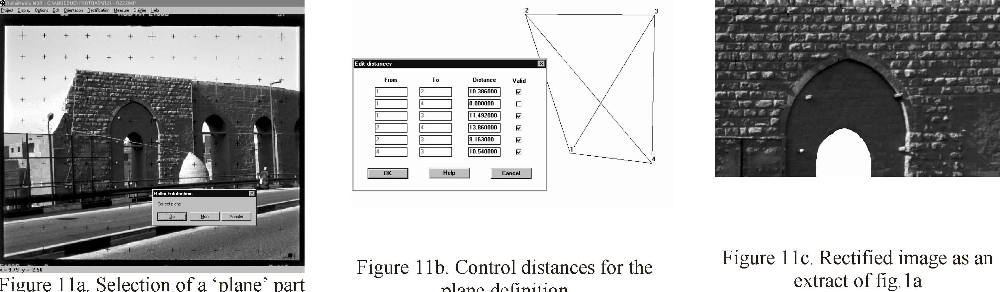 RolleiMetric MSR - C:\AQUEDUC\PHOTOAQ\R21 - R22.BMP
Project Display Options Edit Orientation Rectification Measure DiaVier Help
Rollei Fototechnic
Correct plane
Oui Non Annuler
x = 9.79 y = -2.50
Figure 11a. Selection of a ‘plane’ part
2
3
1
4
Edit distances
From To Distance Valid
1 2 10.386000
1 4 0.000000
1 3 11.492000
2 4 13.860000
2 3 9.163000
4 3 10.540000
OK Help Cancel
Figure 11b. Control distances for the
plane definition
Figure 11c. Rectified image as an
extract of fig.1a